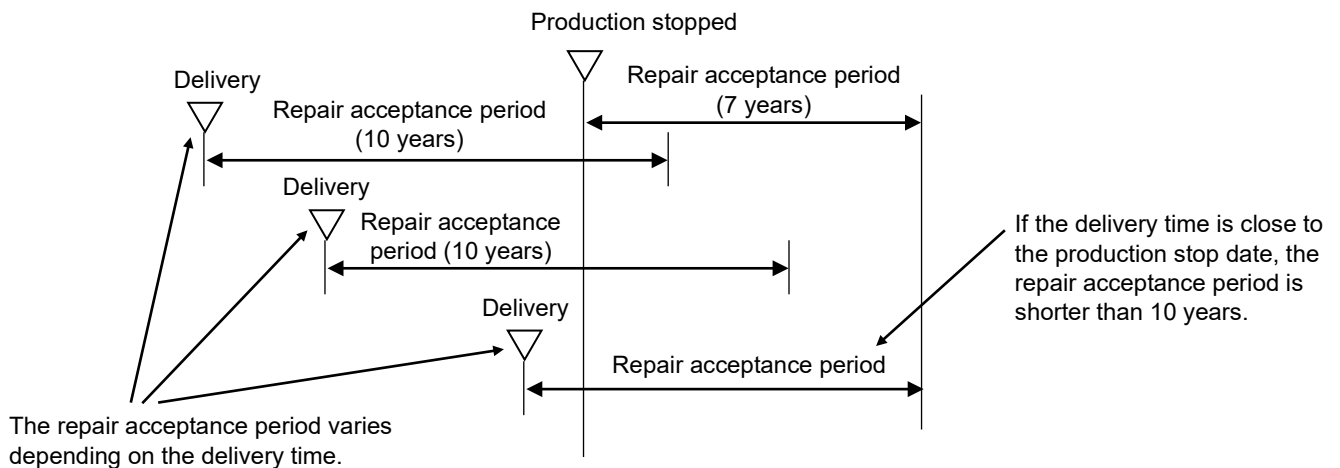 Production stopped
Delivery
Repair acceptance period
(10 years)
Repair acceptance period
(7 years)
Delivery
Repair acceptance
period (10 years)
If the delivery time is close to
the production stop date, the
repair acceptance period is
shorter than 10 years.
Delivery
Repair acceptance period
The repair acceptance period varies
depending on the delivery time.